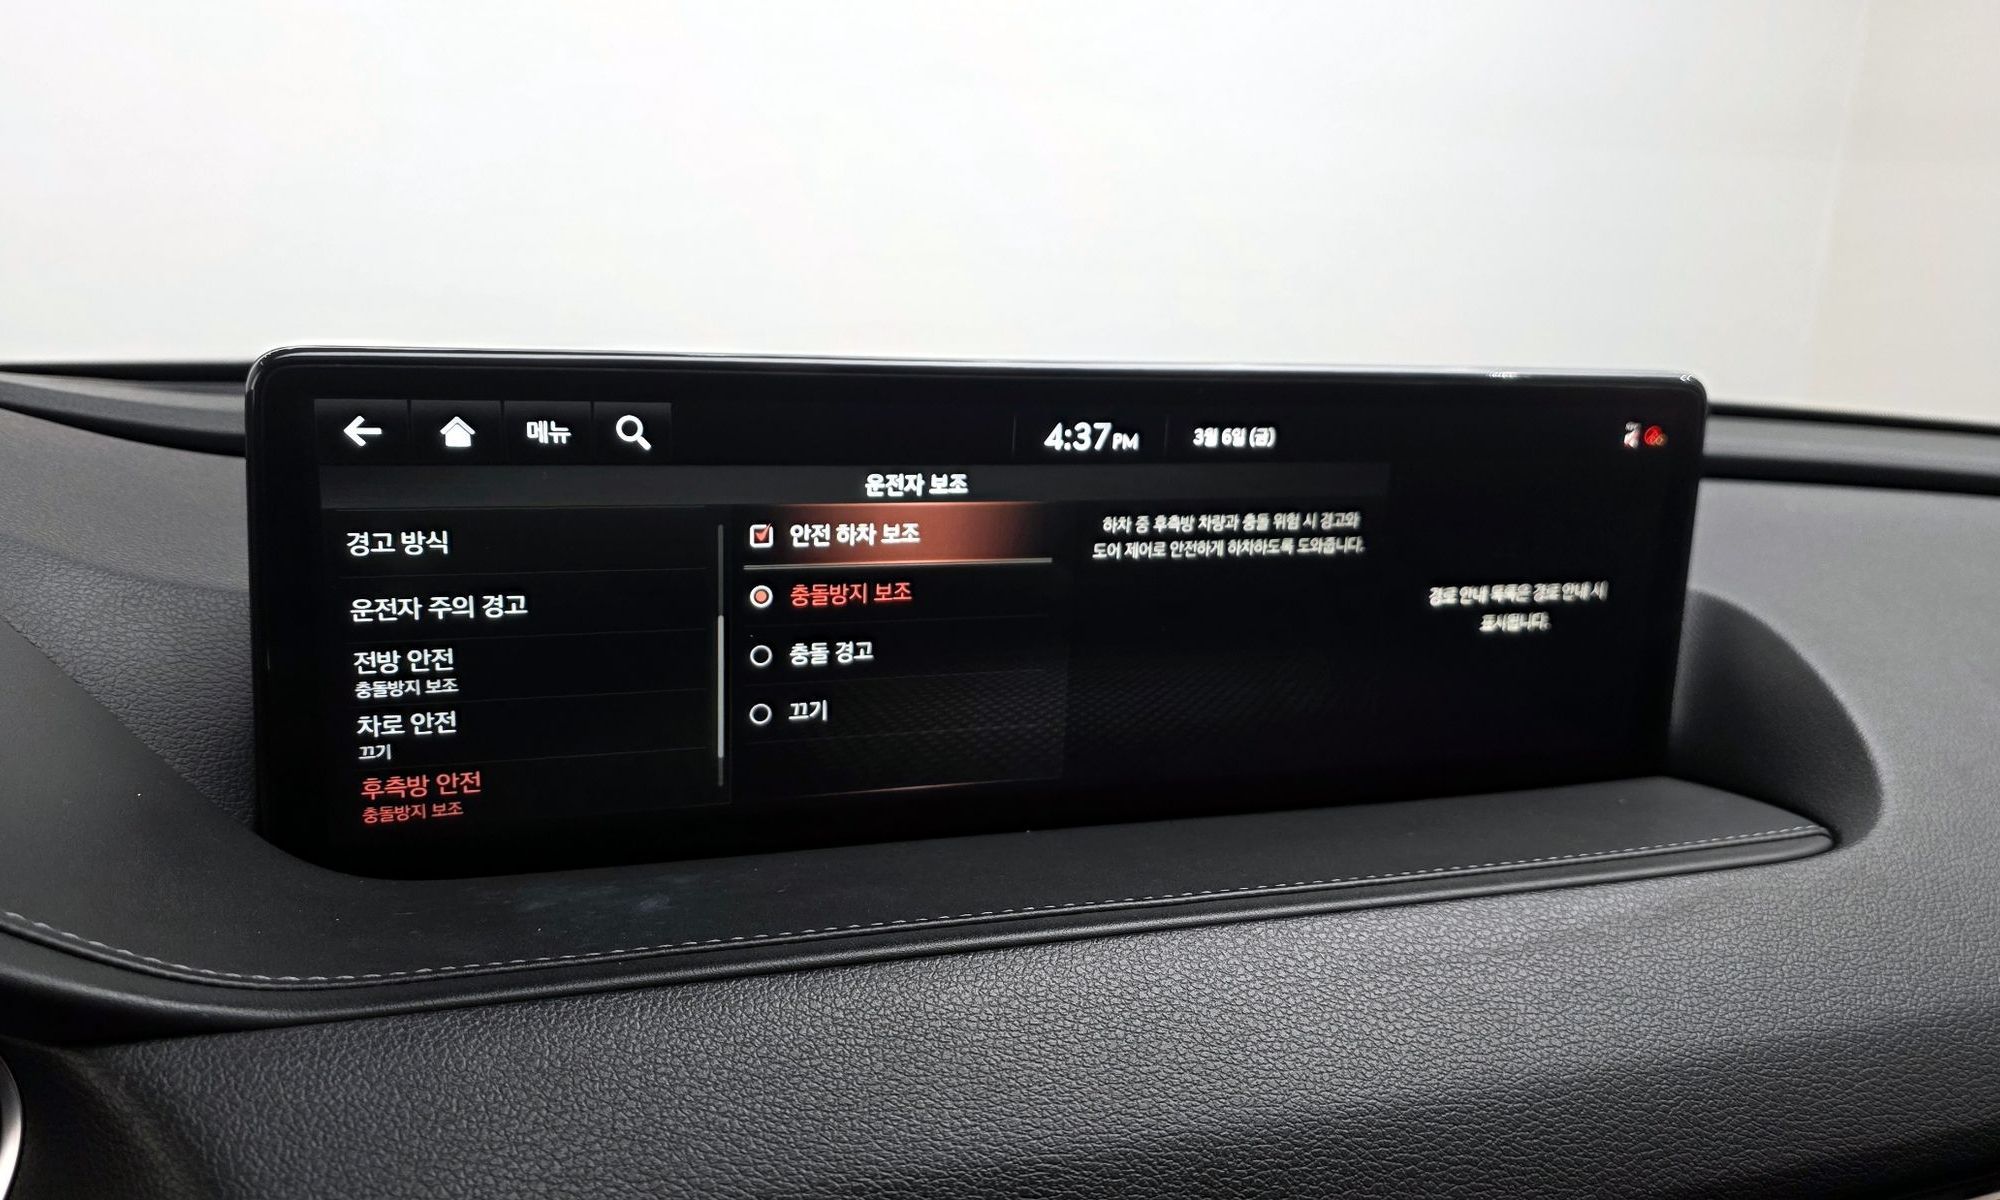 메뉴
4:37PM
3월 6일 (금)
운전자 보조
경고 방식
운전자 주의 경고
전방 안전
충돌방지 보조
차로 안전
끄기
후측방 안전
충돌방지 보조
안전 하차 보조
충돌방지 보조
충돌 경고
끄기
하차 중 후측방 차량과 충돌 위험 시 경고와
도어 제어로 안전하게 하차하도록 도와줍니다.
경로 안내 목록은 경로 안내 시
표시됩니다.